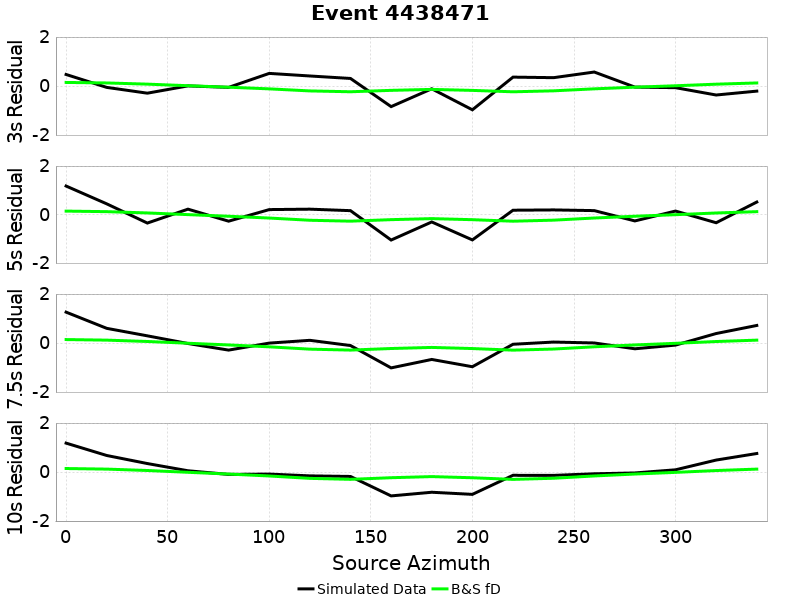 Event 4438471
3s Residual
2
0
-2
5s Residual
2
0
-2
7.5s Residual
2
0
-2
10s Residual
2
0
-2
0 50 100 150 200 250 300
Source Azimuth
Simulated Data B&S fD